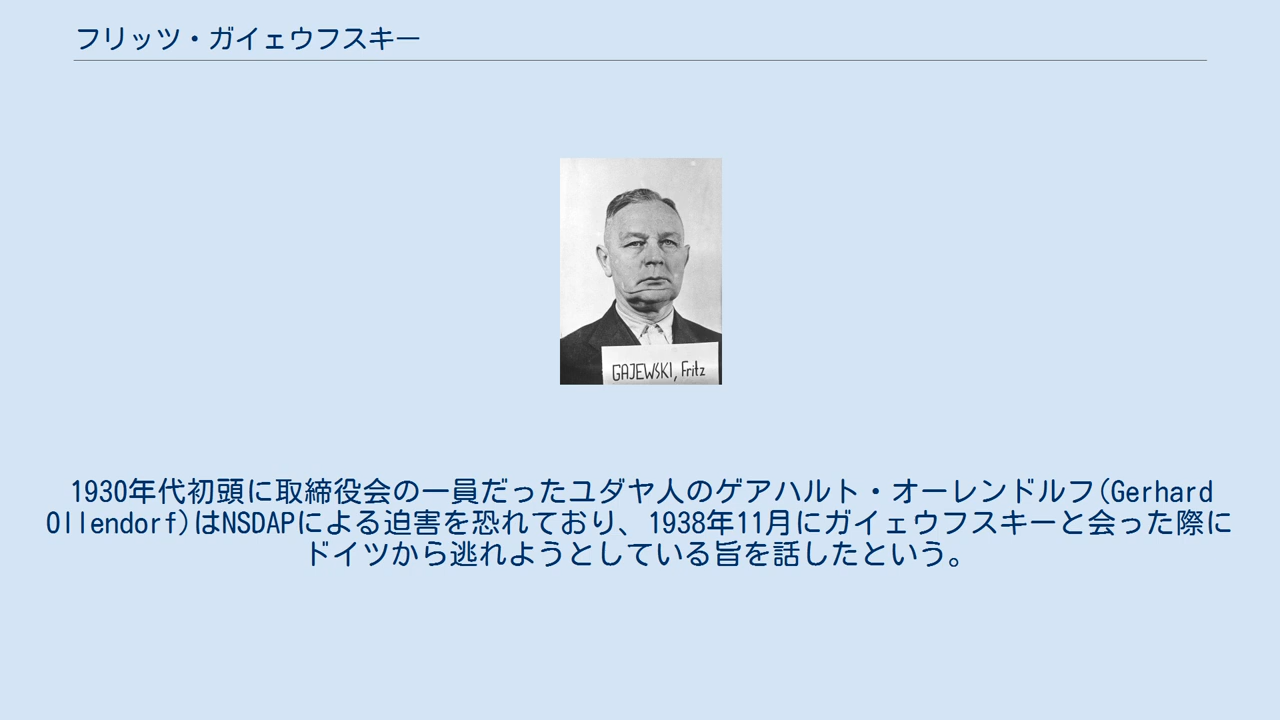 フリッツ・ガイェウフスキー
GAJEWSKI, Fritz
1930年代初頭に取締役会の一員だったユダヤ人のゲアハルト・オーレンドルフ(Gerhard
Ollendorf)はNSDAPによる迫害を恐れており、1938年11月にガイェウフスキーと会った際に
ドイツから逃れようとしている旨を話したという。